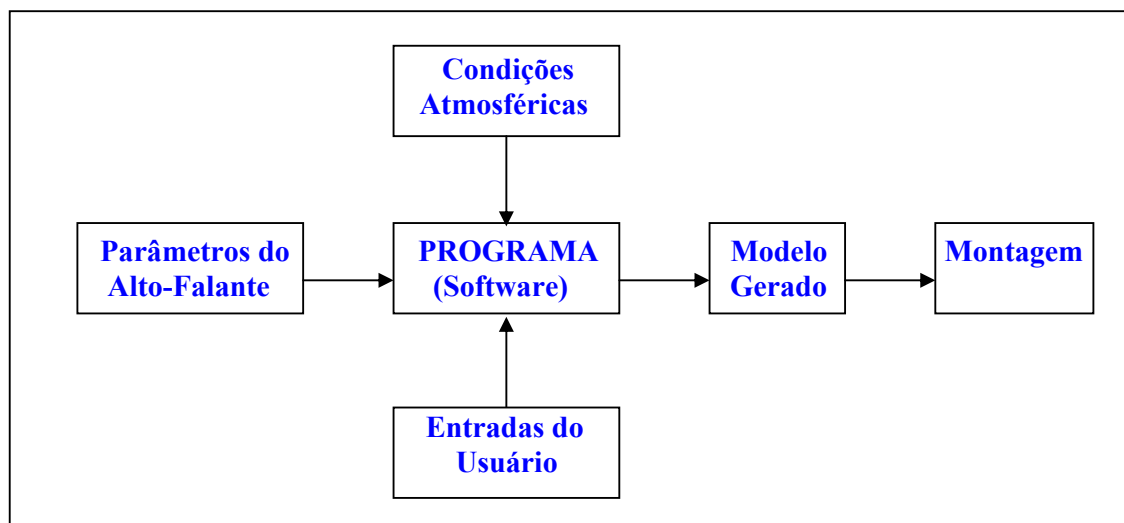 Condições
Atmosféricas
Parâmetros do
Alto-Falante
PROGRAMA
(Software)
Modelo
Gerado
Montagem
Entradas do
Usuário